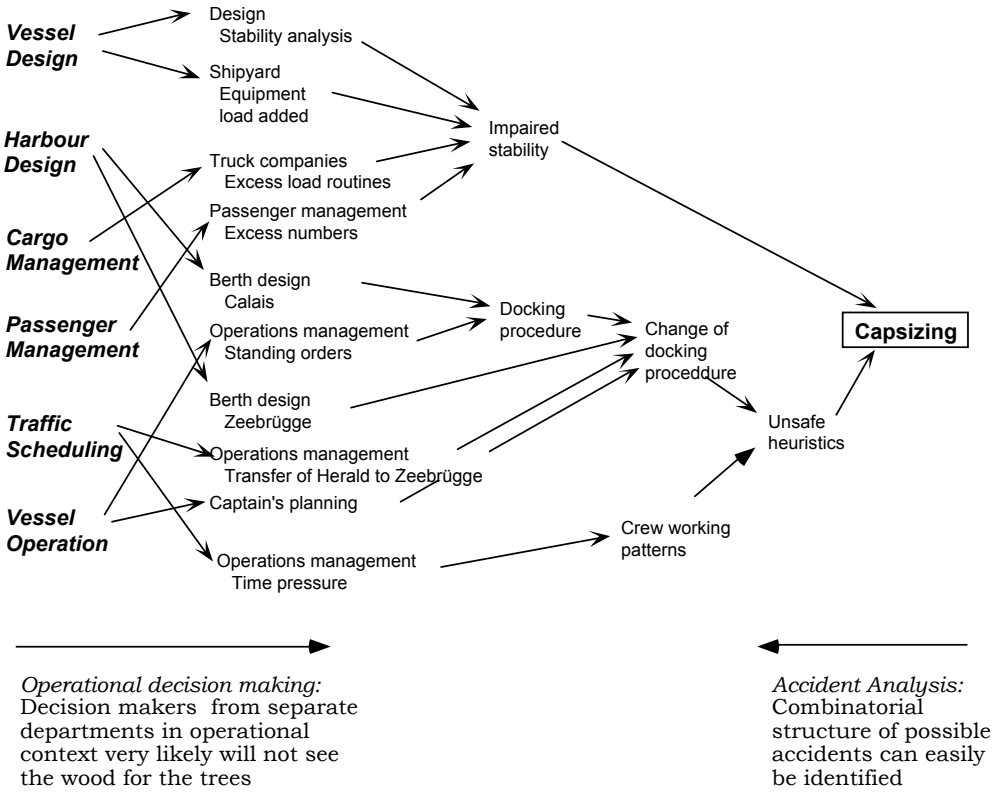 Vessel
Design
Harbour
Design
Cargo
Management
Passenger
Management
Traffic
Scheduling
Vessel
Operation
Design
Stability analysis
Shipyard
Equipment
load added
Truck companies
Excess load routines
Passenger management
Excess numbers
Berth design
Calais
Operations management
Standing orders
Berth design
Zeebrügge
Operations management
Transfer of Herald to Zeebrügge
Captain's planning
Operations management
Time pressure
Impaired
stability
Docking
procedure
Change of
docking
proceddure
Unsafe
heuristics
Crew working
patterns
Capsizing
Operational decision making:
Decision makers from separate
departments in operational
context very likely will not see
the wood for the trees
Accident Analysis:
Combinatorial
structure of possible
accidents can easily
be identified